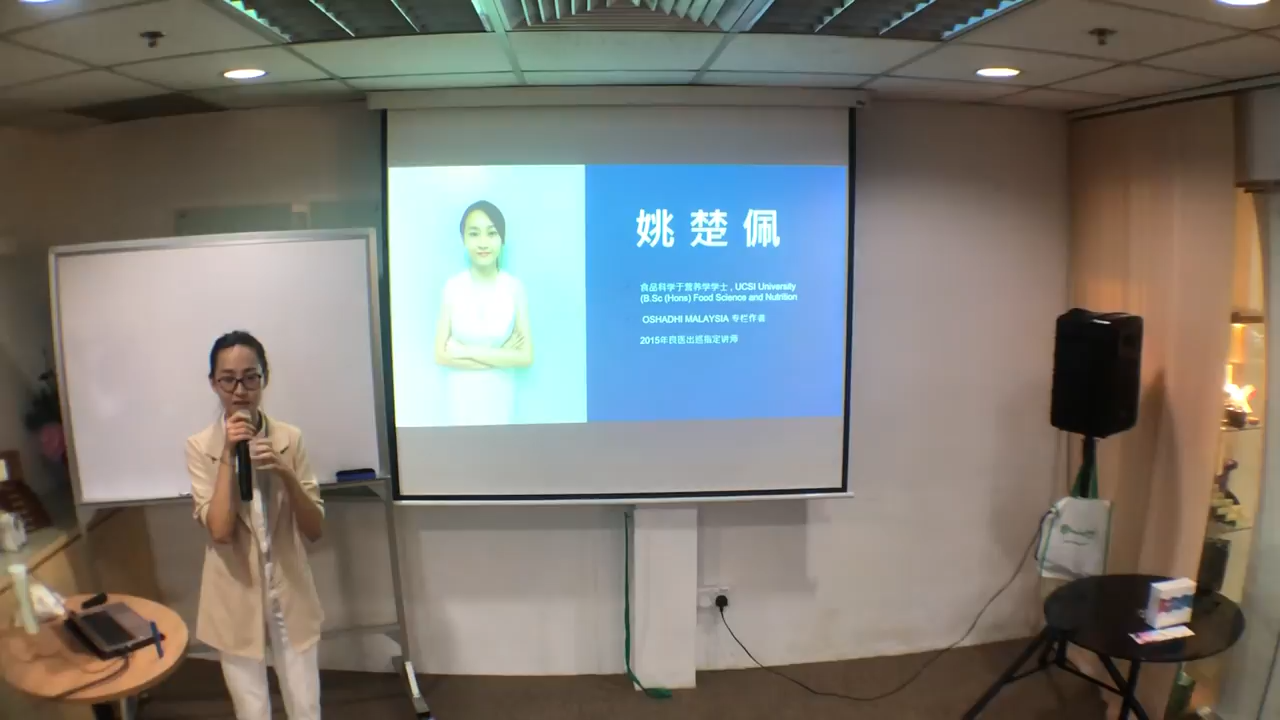 姚楚佩
食品科学于营养学学士 , UCSI University
(B.Sc (Hons) Food Science and Nutrition
OSHADHI MALAYSIA 专栏作者
2015年良医出班指定讲师